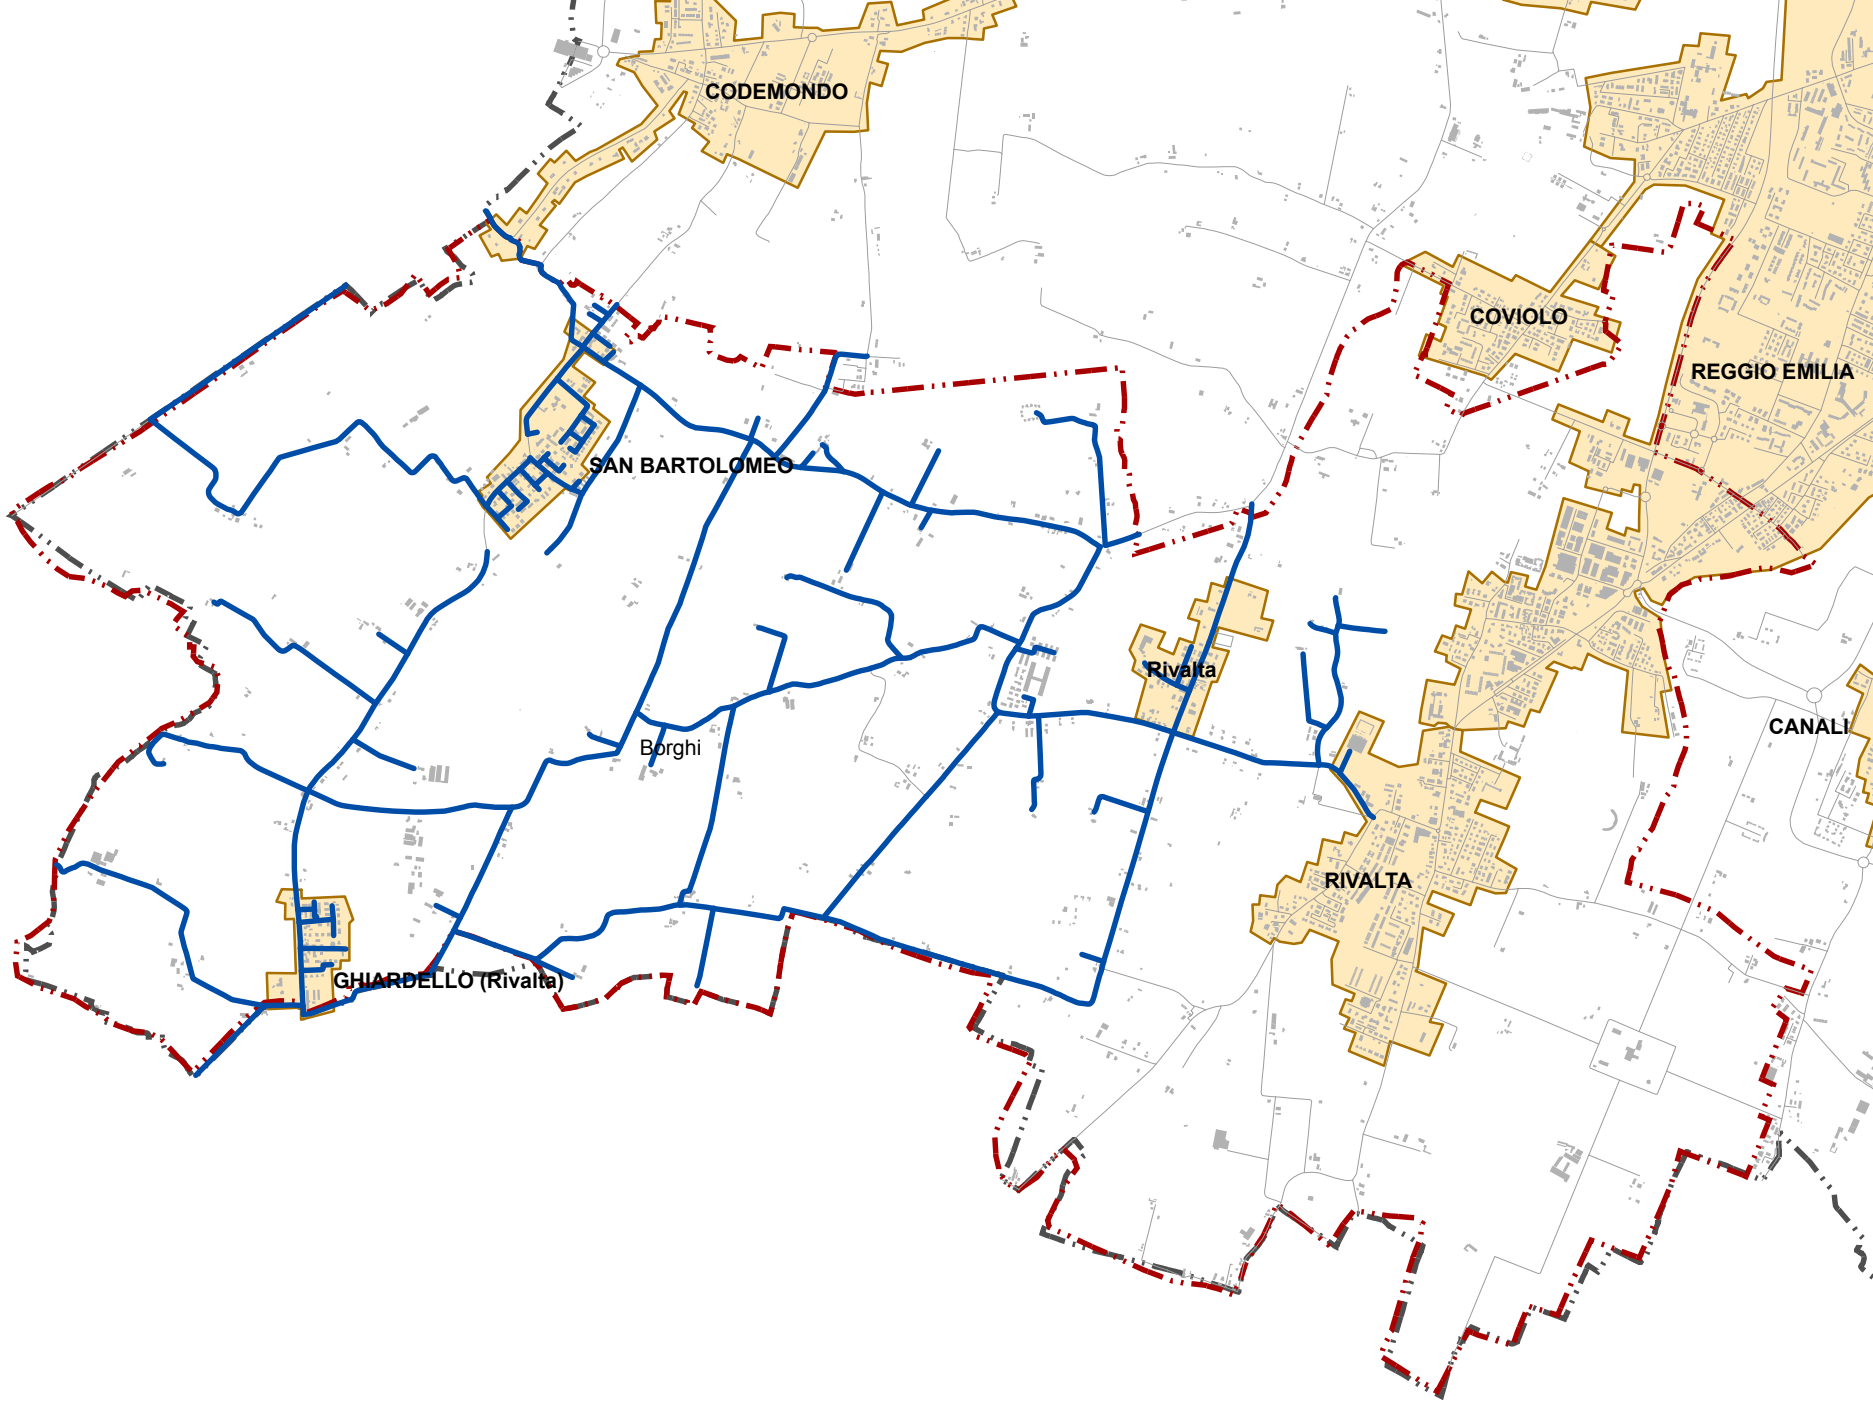 CODEMONDO
COVIOLO
REGGIO EMILIA
SAN BARTOLOMEO
Rivalta
CANALI
Borghi
RIVALTA
GHIARDELLO (Rivalta)